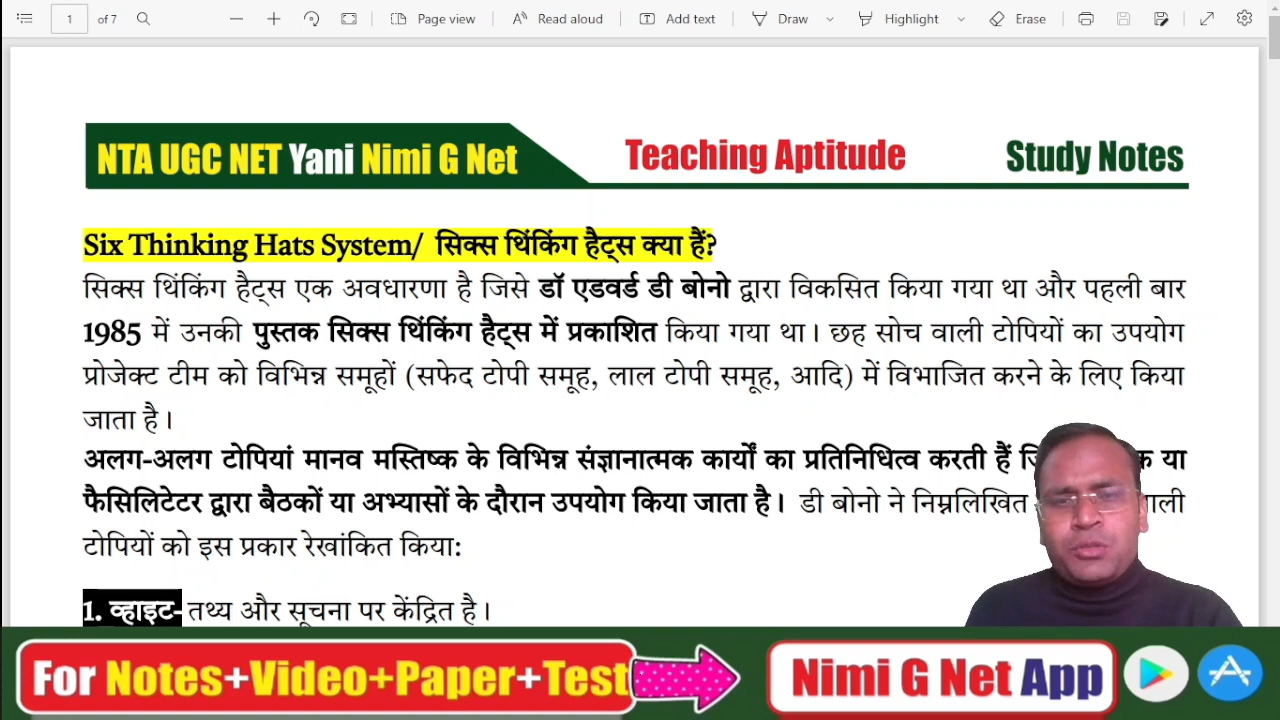 1 of 7 Page view Read aloud Add text Draw Highlight Erase
NTA UGC NET Yani Nimi G Net Teaching Aptitude Study Notes
Six Thinking Hats System/ सिक्स थिंकिंग हैट्स क्या हैं?
सिक्स थिंकिंग हैट्स एक अवधारणा है जिसे डॉ एडवर्ड डी बोनो द्वारा विकसित किया गया था और पहली बार
1985 में उनकी पुस्तक सिक्स थिंकिंग हैट्स में प्रकाशित किया गया था। छह सोच वाली टोपियों का उपयोग
प्रोजेक्ट टीम को विभिन्न समूहों (सफेद टोपी समूह, लाल टोपी समूह, आदि) में विभाजित करने के लिए किया
जाता है।
अलग-अलग टोपियां मानव मस्तिष्क के विभिन्न संज्ञानात्मक कार्यों का प्रतिनिधित्व करती हैं या
फैसिलिटेटर द्वारा बैठकों या अभ्यासों के दौरान उपयोग किया जाता है। डी बोनो ने निम्नलिखित
टोपियों को इस प्रकार रेखांकित किया:
1. व्हाइट- तथ्य और सूचना पर केंद्रित है।
For Notes+Video+Paper+Test Nimi G Net App